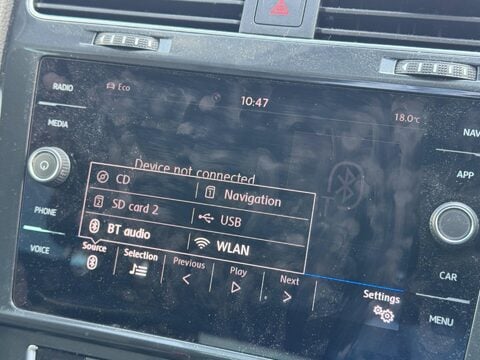 RADIO
Eco
10:47
18.0°C
NAV
MEDIA
Device not connected
CD
1 Navigation
APP
SD card 2
USB
PHONE
BT audio
WLAN
VOICE
Source
Selection
Previous
Play
Next
Settings
CAR
MENU